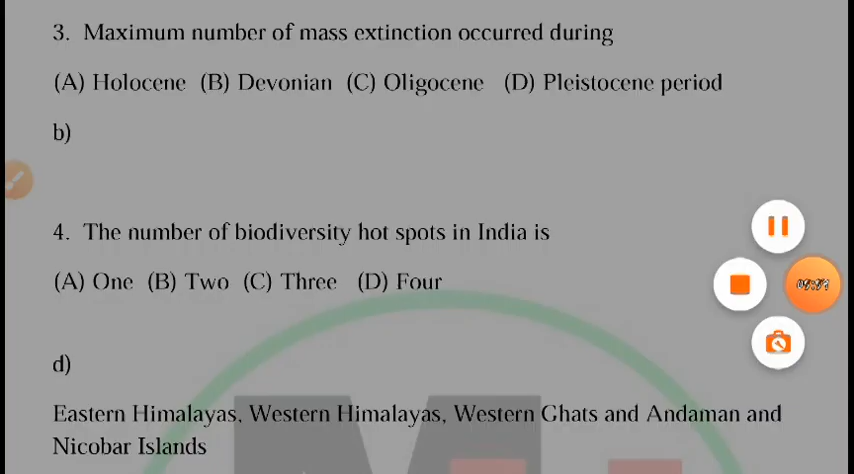 3. Maximum number of mass extinction occurred during
(A) Holocene (B) Devonian (C) Oligocene (D) Pleistocene period
b)
4. The number of biodiversity hot spots in India is
(A) One (B) Two (C) Three (D) Four
d)
Eastern Himalayas, Western Himalayas, Western Ghats and Andaman and
Nicobar Islands